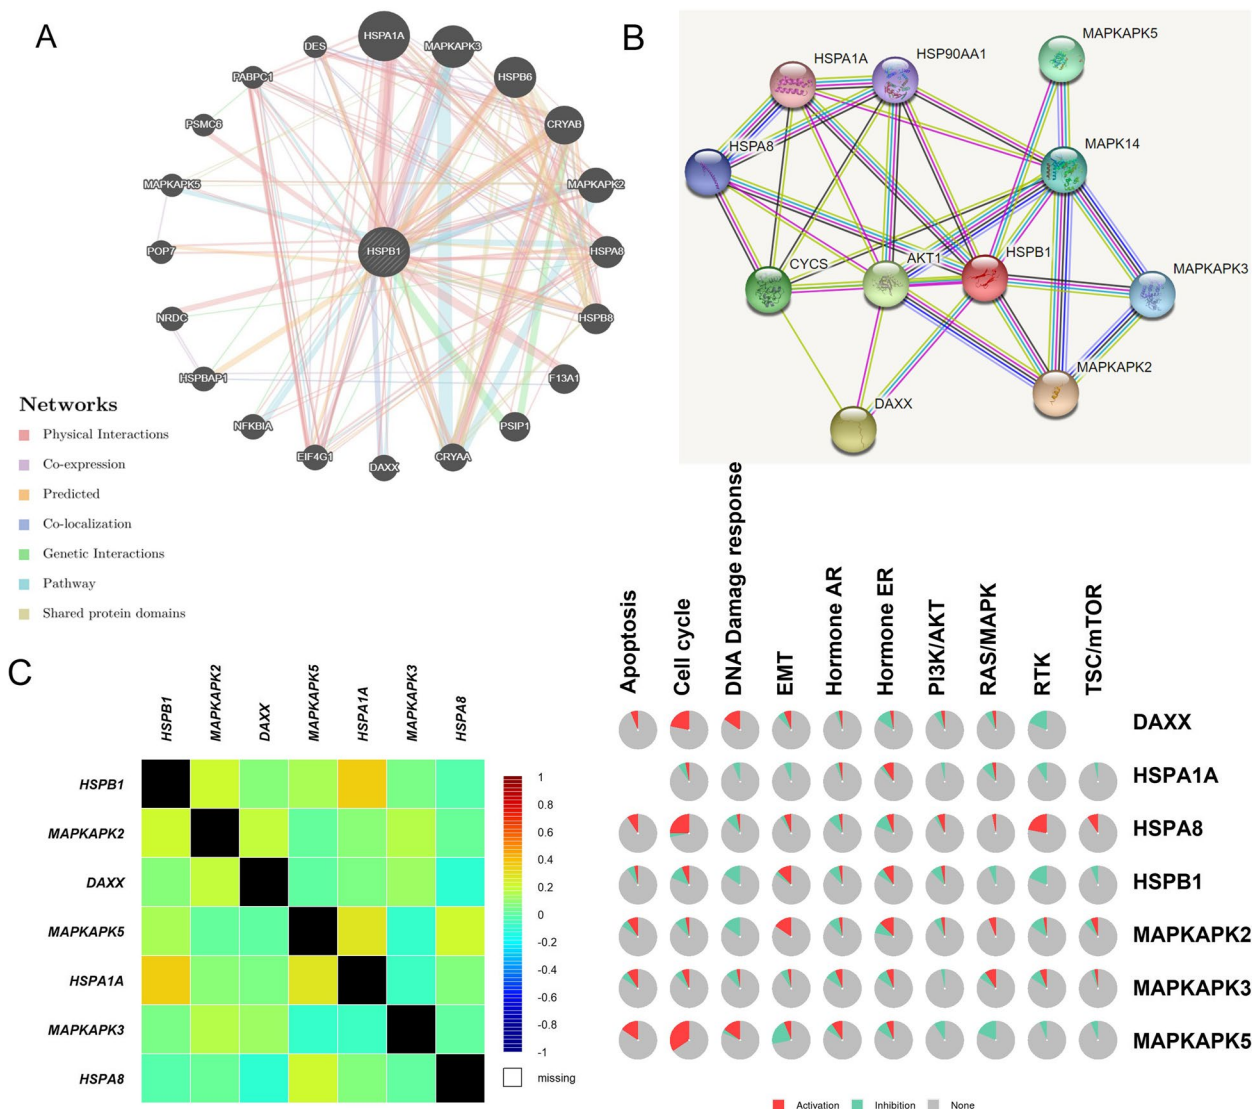 A
HSPA1A
MAPKAPK3
HSPB6
CRYAB
MAPKAPK2
HSPA8
HSPB8
F13A1
PSIP1
CRYAA
DAXX
EIF4G1
NFKBIA
HSPBAP1
NRDC
POP7
MAPKAPK5
PSMC6
PABPC1
DES
HSPB1
Networks
Physical Interactions
Co-expression
Predicted
Co-localization
Genetic Interactions
Pathway
Shared protein domains
B
MAPKAPK5
HSP90AA1
HSPA1A
HSPA8
MAPK14
CYCS
AKT1
HSPB1
MAPKAPK3
MAPKAPK2
DAXX
C
HSPB1
MAPKAPK2
DAXX
MAPKAPK5
HSPA1A
MAPKAPK3
HSPA8
HSPB1
MAPKAPK2
DAXX
MAPKAPK5
HSPA1A
MAPKAPK3
HSPA8
1
0.8
0.6
0.4
0.2
0
-0.2
-0.4
-0.6
-0.8
-1
missing
Apoptosis
Cell cycle
DNA Damage response
EMT
Hormone AR
Hormone ER
PI3K/AKT
RAS/MAPK
RTK
TSC/mTOR
DAXX
HSPA1A
HSPA8
HSPB1
MAPKAPK2
MAPKAPK3
MAPKAPK5
Activation
Inhibition
None